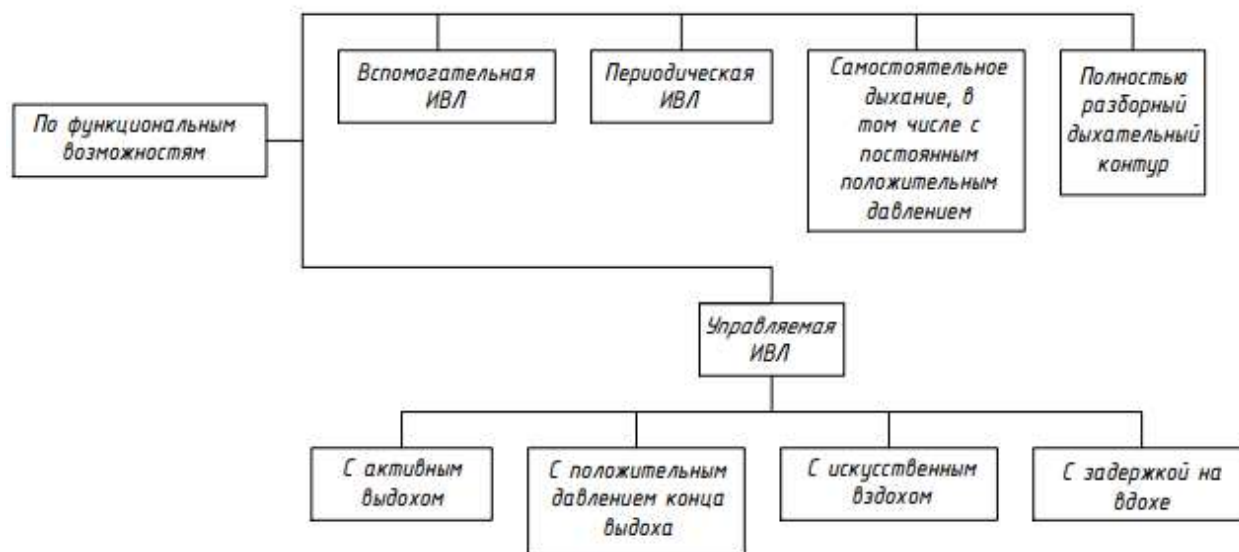 По функциональным
возможностям
Вспомогательная
ИВЛ
Периодическая
ИВЛ
Самостоятельное
дыхание, в
том числе с
постоянным
положительным
давлением
Полностью
разборный
дыхательный
контур
Управляемая
ИВЛ
С активным
выдохом
С положительным
давлением конца
выдоха
С искусственным
вздохом
С задержкой на
вдохе